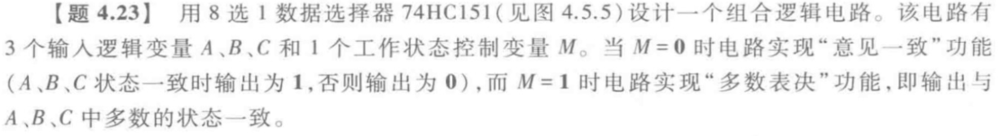 【题 4.23】 用 8 选 1 数据选择器 74HC151(见图 4.5.5)设计一个组合逻辑电路。该电路有
3 个输入逻辑变量 A、B、C 和 1 个工作状态控制变量 M。当 M=0 时电路实现“意见一致”功能
(A、B、C 状态一致时输出为 1,否则输出为 0),而 M=1 时电路实现“多数表决”功能,即输出与
A、B、C 中多数的状态一致。